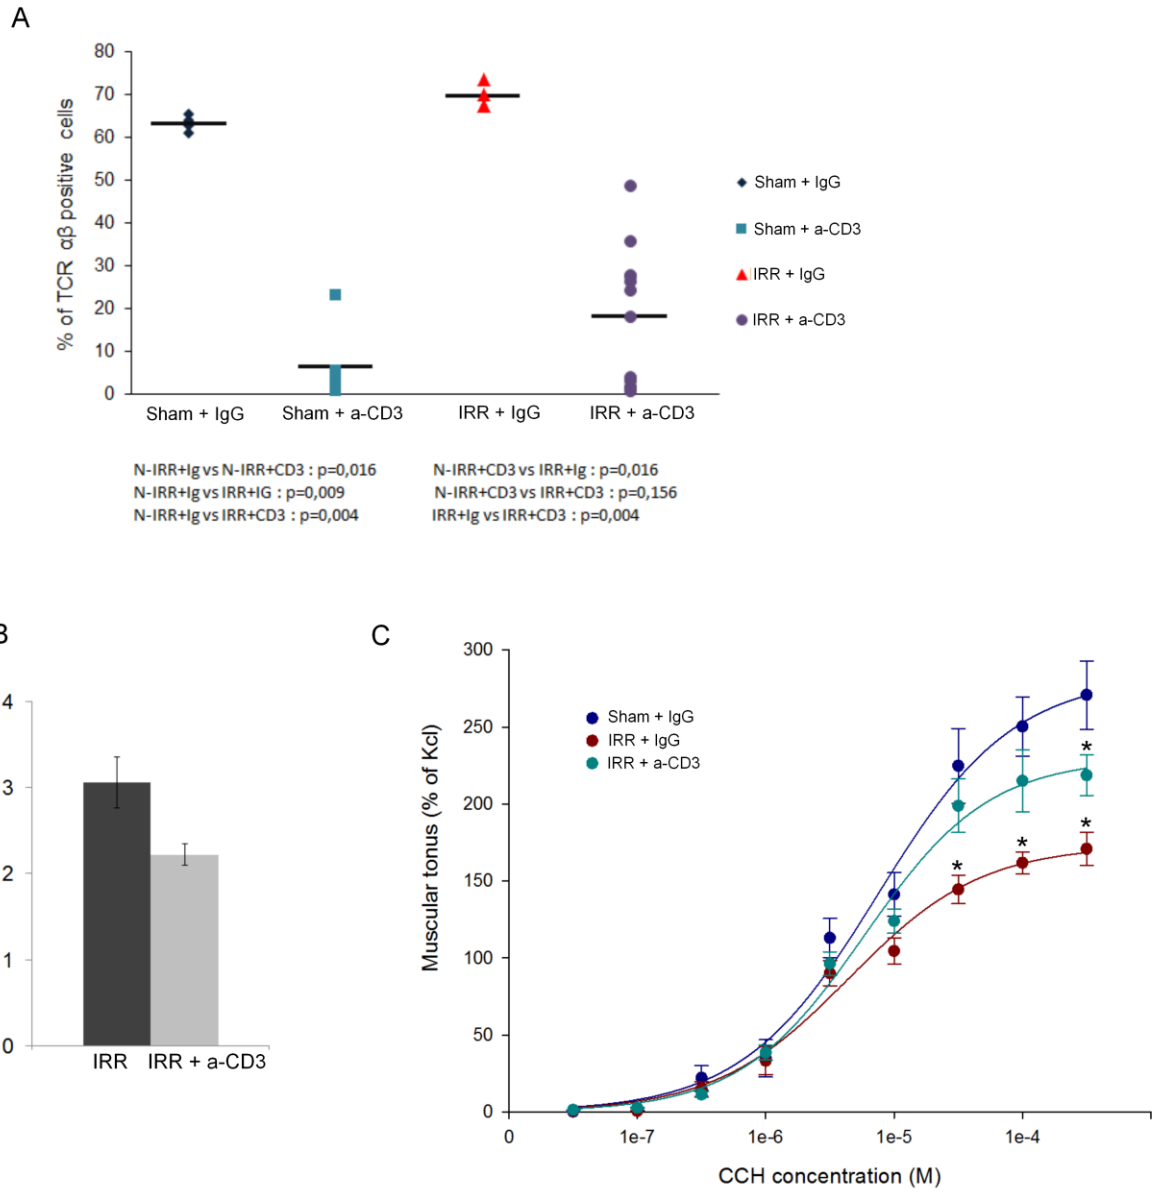 A
80
70
60
50
40
30
20
10
0
% of TCR αβ positive cells
Sham + IgG
Sham + a-CD3
IRR + IgG
IRR + a-CD3
Sham + IgG
Sham + a-CD3
IRR + IgG
IRR + a-CD3
N-IRR+Ig vs N-IRR+CD3 : p=0,016
N-IRR+Ig vs IRR+IG : p=0,009
N-IRR+Ig vs IRR+CD3 : p=0,004
N-IRR+CD3 vs IRR+Ig : p=0,016
N-IRR+CD3 vs IRR+CD3 : p=0,156
IRR+Ig vs IRR+CD3 : p=0,004
B
4
3
2
1
0
IRR
IRR + a-CD3
C
300
250
200
150
100
50
0
Muscular tonus (% of Kcl)
Sham + IgG
IRR + IgG
IRR + a-CD3
*
*
*
*
0
1e-7
1e-6
1e-5
1e-4
CCH concentration (M)